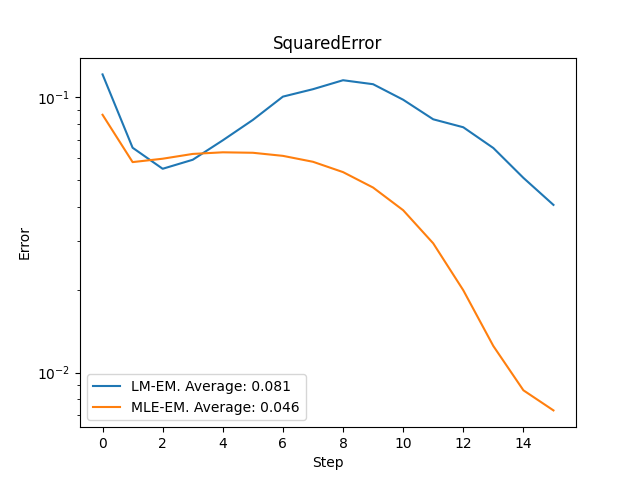 SquaredError
Error
10⁻¹
10⁻²
LM-EM. Average: 0.081
MLE-EM. Average: 0.046
0 2 4 6 8 10 12 14
Step